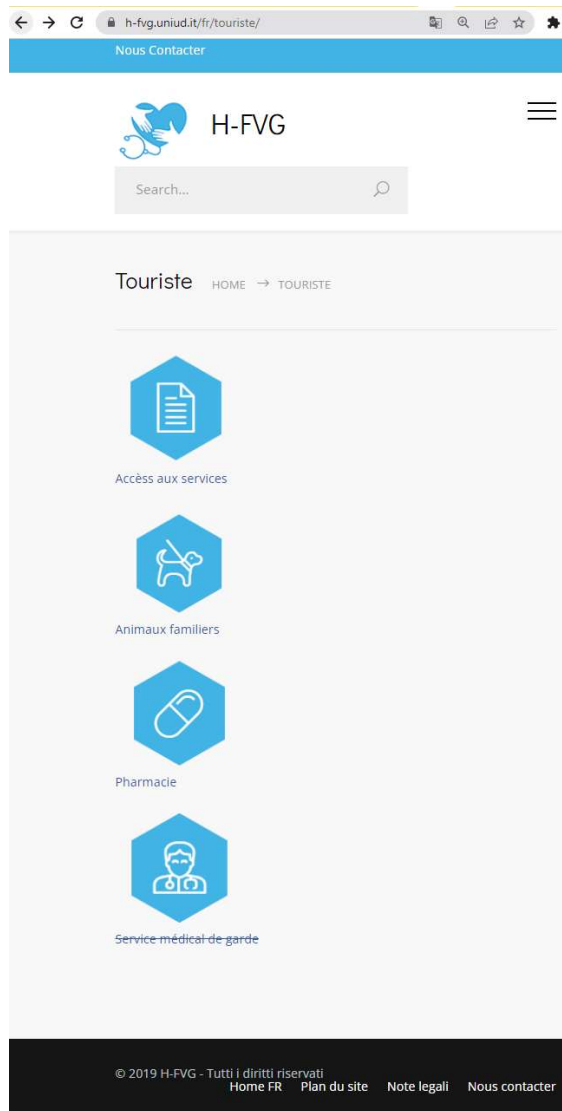 h-fvg.uniud.it/fr/touriste/
Nous Contacter
H-FVG
Search...
Touriste HOME → TOURISTE
Accèss aux services
Animaux familiers
Pharmacie
Service médical de garde
© 2019 H-FVG - Tutti i diritti riservati
Home FR Plan du site Note legali Nous contacter